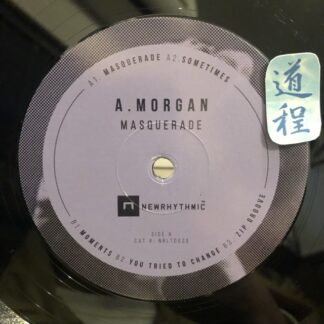 A1. MASQUERADE A2. SOMETIMES
A.MORGAN
MASQUERADE
NEWRHYTHMIC
SIDE A
B1 MOMENTS B2 YOU TRIED TO CHANGE B3. ZIP GROOVE
道程